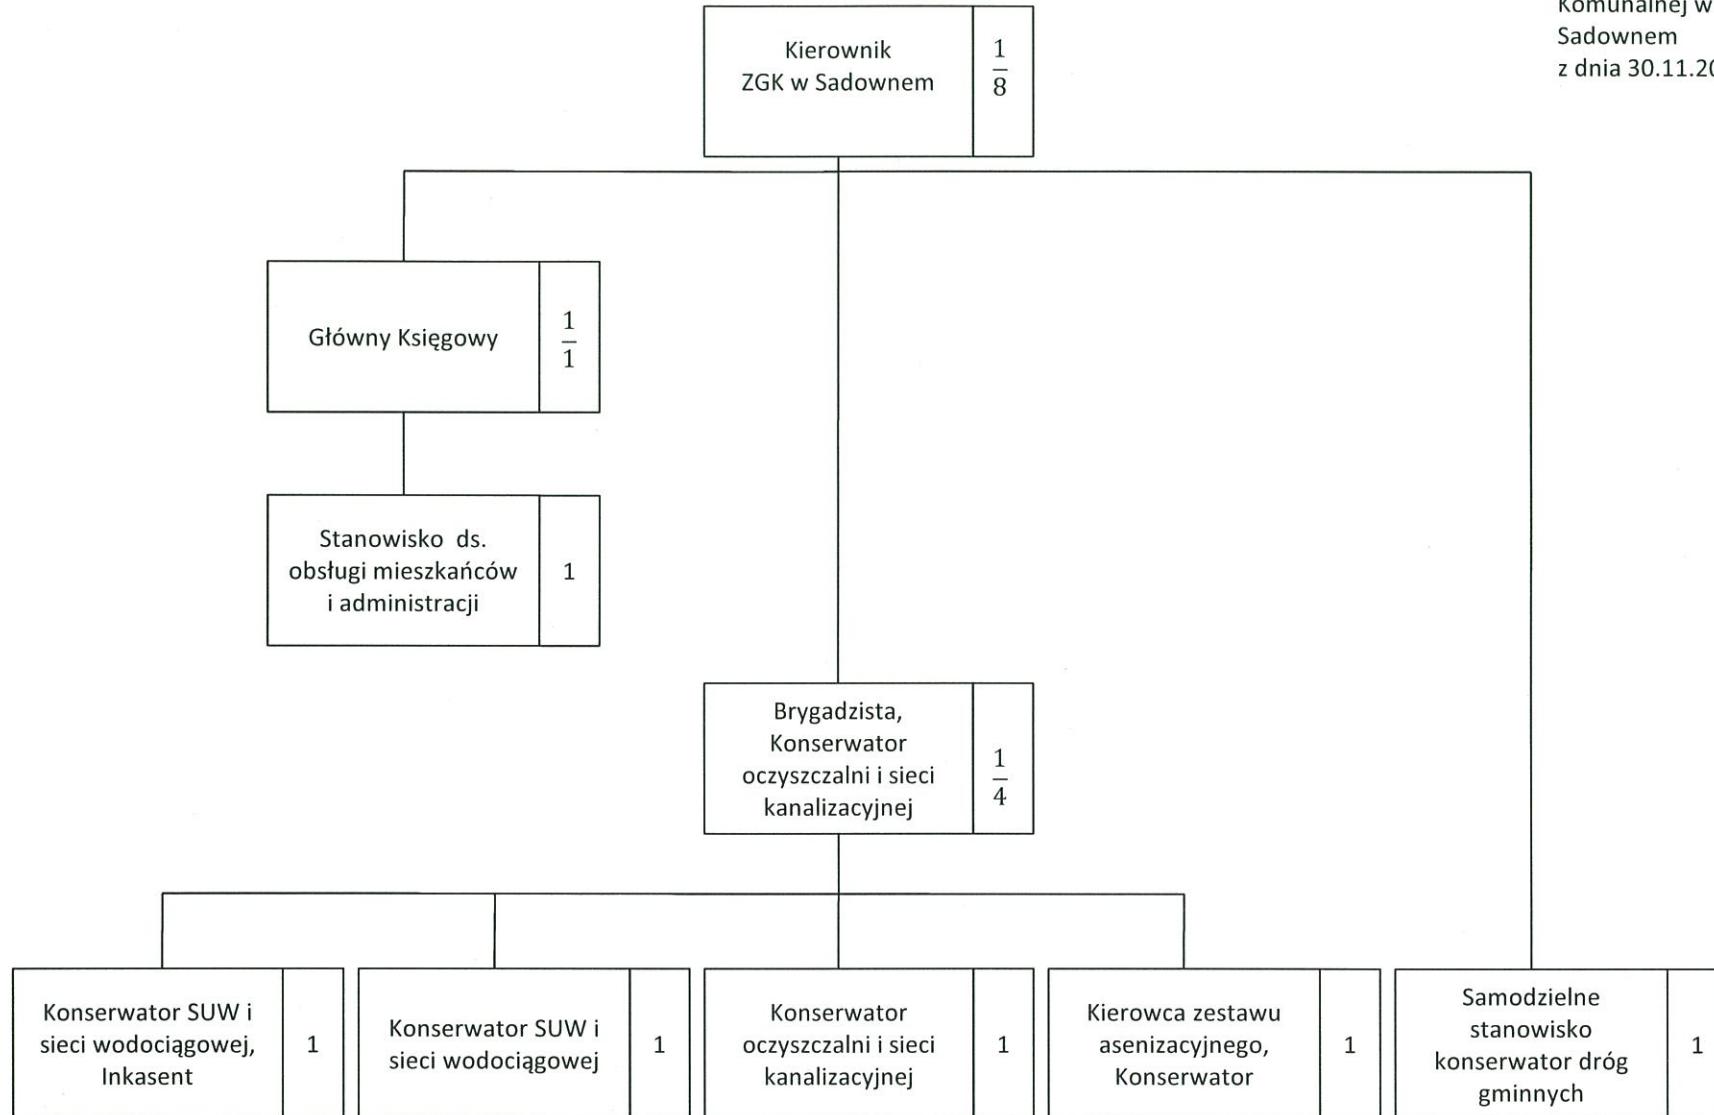 Komunalnej w
Sadownem
z dnia 30.11.20
Kierownik
ZGK w Sadownem
1
8
Główny Księgowy
1
1
Stanowisko ds.
obsługi mieszkańców
i administracji
1
Brygadzista,
Konserwator
oczyszczalni i sieci
kanalizacyjnej
1
4
Konserwator SUW i
sieci wodociągowej,
Inkasent
1
Konserwator SUW i
sieci wodociągowej
1
Konserwator
oczyszczalni i sieci
kanalizacyjnej
1
Kierowca zestawu
asenizacyjnego,
Konserwator
1
Samodzielne
stanowisko
konserwator dróg
gminnych
1